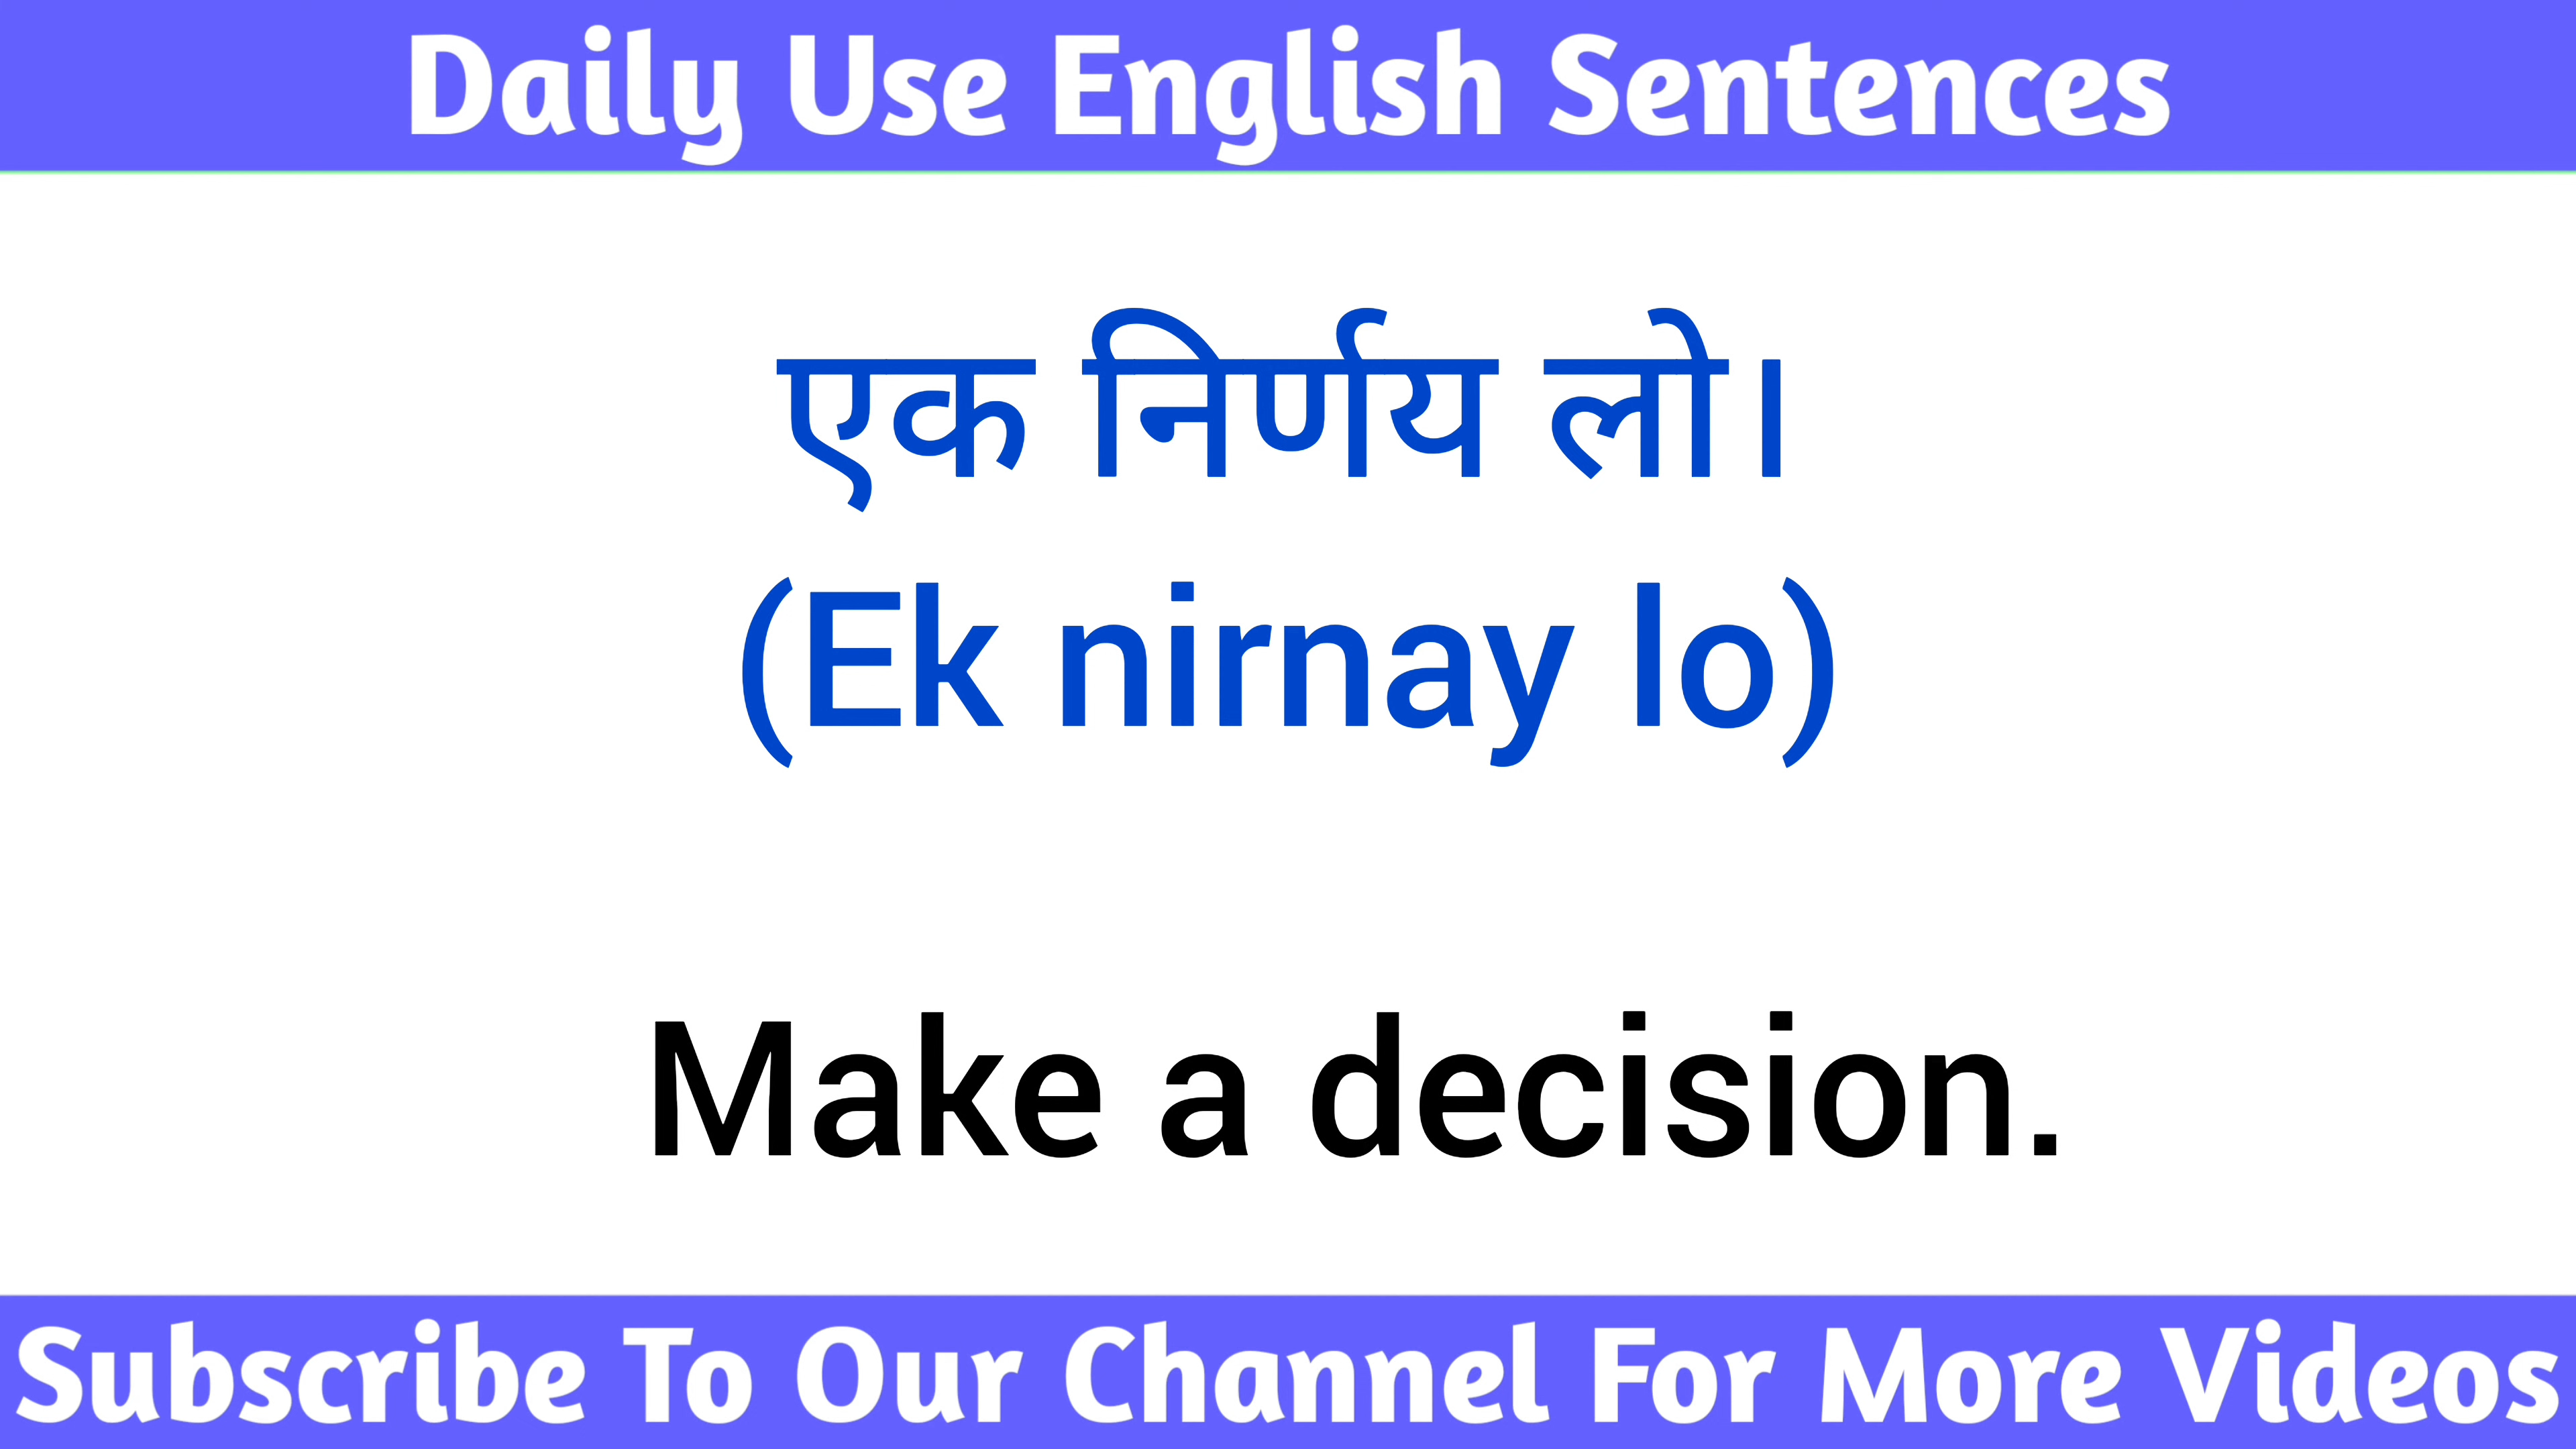 Daily Use English Sentences
एक निर्णय लो।
(Ek nirnay lo)
Make a decision.
Subscribe To Our Channel For More Videos